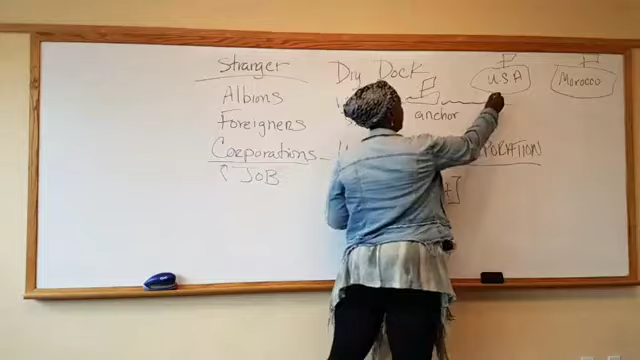 Stranger
Albions
Foreigners
Corporations
JOB
Dry Dock
anchor
USA
Morocco